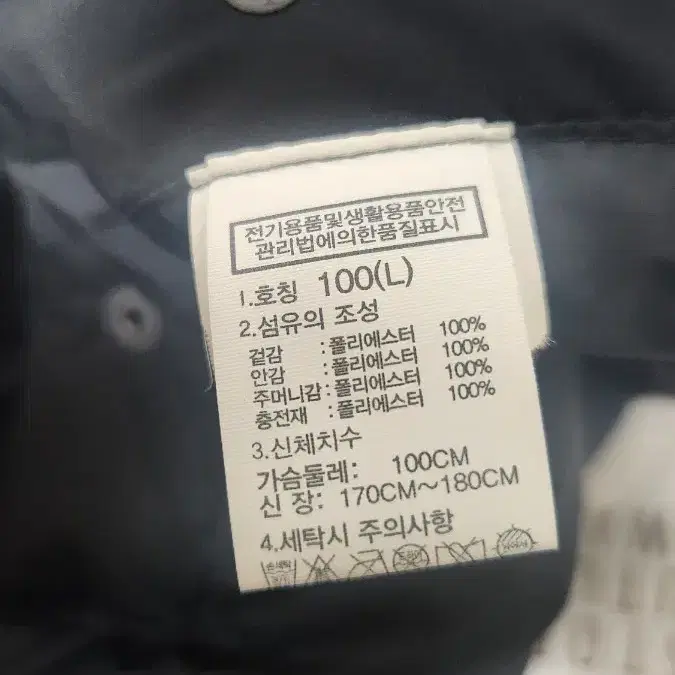 전기용품및생활용품안전
관리법에의한품질표시
1.호칭 100(L)
2.섬유의 조성
겉감 :폴리에스터 100%
안감 :폴리에스터 100%
주머니감:폴리에스터 100%
충전재 :폴리에스터 100%
3.신체치수
가슴둘레: 100CM
신 장: 170CM~180CM
4.세탁시 주의사항
손세탁